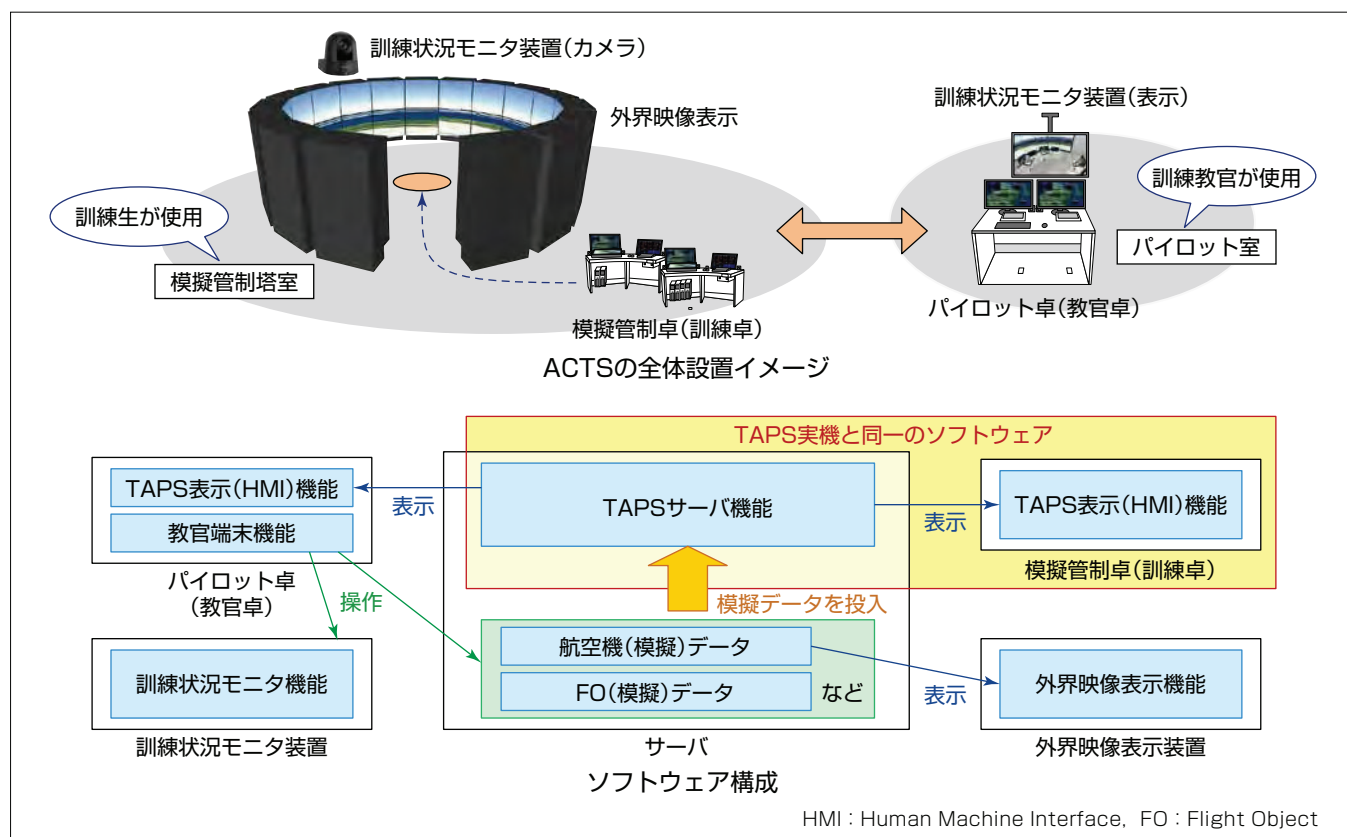 訓練状況モニタ装置(カメラ)
外界映像表示
訓練生が使用
模擬管制塔室
模擬管制卓(訓練卓)
訓練状況モニタ装置(表示)
訓練教官が使用
パイロット室
パイロット卓(教官卓)
ACTSの全体設置イメージ
TAPS実機と同一のソフトウェア
TAPS表示(HMI)機能
教官端末機能
パイロット卓
(教官卓)
表示
TAPSサーバ機能
表示
TAPS表示(HMI)機能
模擬管制卓(訓練卓)
操作
模擬データを投入
訓練状況モニタ機能
訓練状況モニタ装置
航空機(模擬)データ
FO(模擬)データ
など
サーバ
表示
外界映像表示機能
外界映像表示装置
ソフトウェア構成
HMI:Human Machine Interface, FO:Flight Object